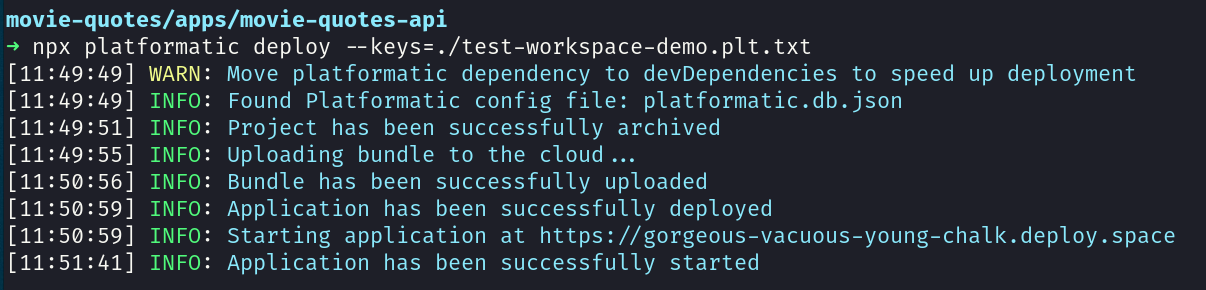 movie-quotes/apps/movie-quotes-api
➜ npx platformatic deploy --keys=./test-workspace-demo.plt.txt
[11:49:49] WARN: Move platformatic dependency to devDependencies to speed up deployment
[11:49:49] INFO: Found Platformatic config file: platformatic.db.json
[11:49:51] INFO: Project has been successfully archived
[11:49:55] INFO: Uploading bundle to the cloud...
[11:50:56] INFO: Bundle has been successfully uploaded
[11:50:59] INFO: Application has been successfully deployed
[11:50:59] INFO: Starting application at https://gorgeous-vacuous-young-chalk.deploy.space
[11:51:41] INFO: Application has been successfully started